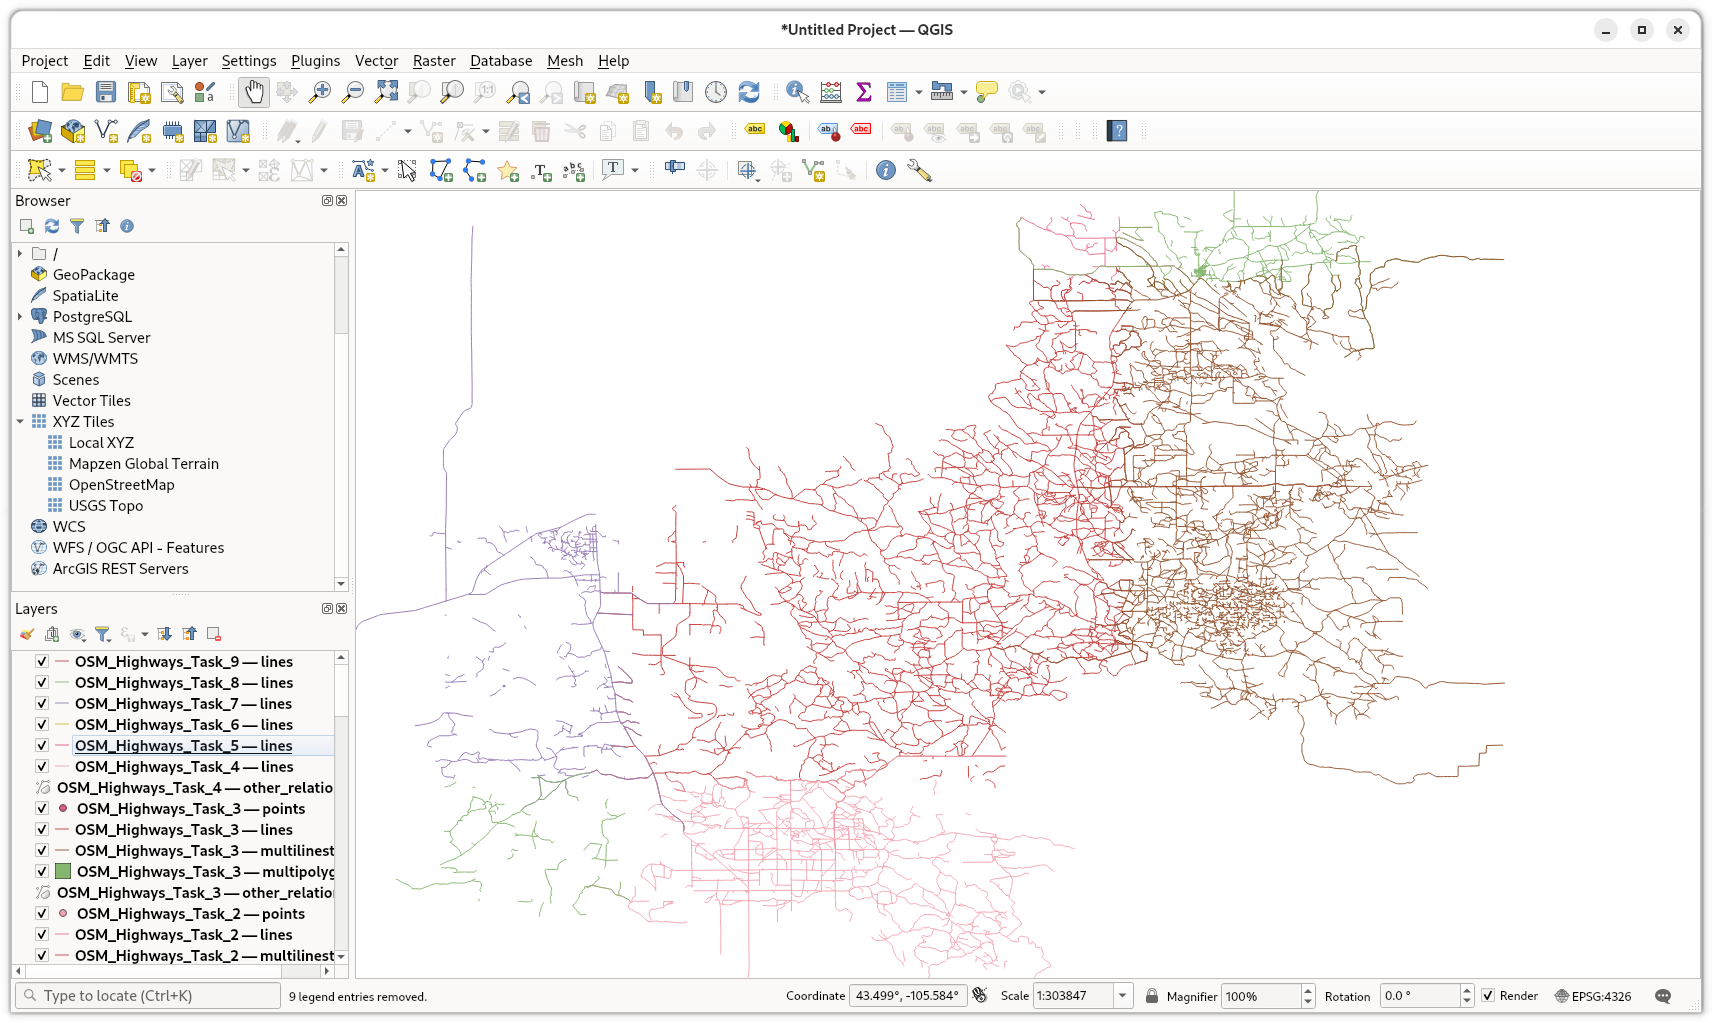 *Untitled Project — QGIS
Project Edit View Layer Settings Plugins Vector Raster Database Mesh Help
Browser
/
GeoPackage
SpatiaLite
PostgreSQL
MS SQL Server
WMS/WMTS
Scenes
Vector Tiles
XYZ Tiles
Local XYZ
Mapzen Global Terrain
OpenStreetMap
USGS Topo
WCS
WFS / OGC API - Features
ArcGIS REST Servers
Layers
OSM_Highways_Task_9 — lines
OSM_Highways_Task_8 — lines
OSM_Highways_Task_7 — lines
OSM_Highways_Task_6 — lines
OSM_Highways_Task_5 — lines
OSM_Highways_Task_4 — lines
OSM_Highways_Task_4 — other_relatio
OSM_Highways_Task_3 — points
OSM_Highways_Task_3 — lines
OSM_Highways_Task_3 — multilinest
OSM_Highways_Task_3 — multipolyg
OSM_Highways_Task_3 — other_relatio
OSM_Highways_Task_2 — points
OSM_Highways_Task_2 — lines
OSM_Highways_Task_2 — multilinest
Type to locate (Ctrl+K) 9 legend entries removed. Coordinate 43.499°, -105.584° Scale 1:303847 Magnifier 100% Rotation 0.0 ° Render EPSG:4326